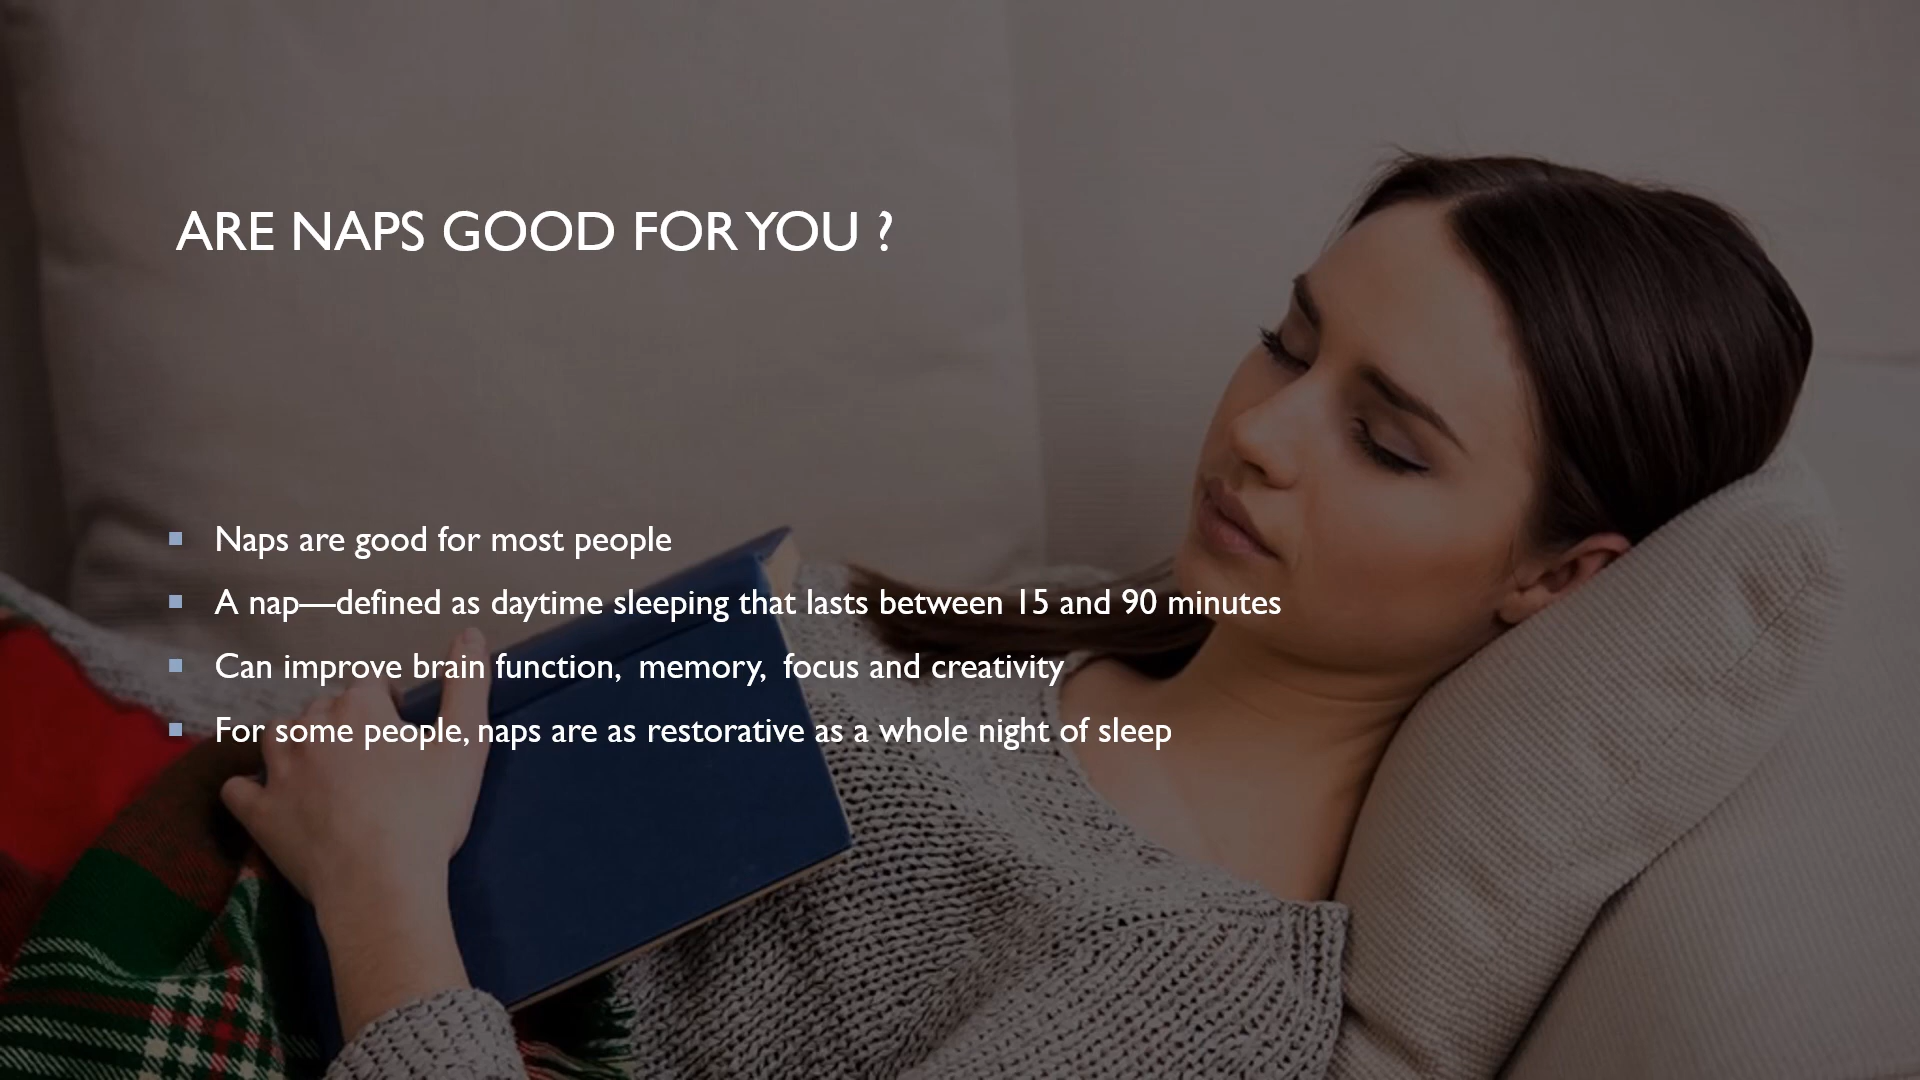 ARE NAPS GOOD FOR YOU ?
Naps are good for most people
A nap—defined as daytime sleeping that lasts between 15 and 90 minutes
Can improve brain function,  memory,  focus and creativity
For some people, naps are as restorative as a whole night of sleep